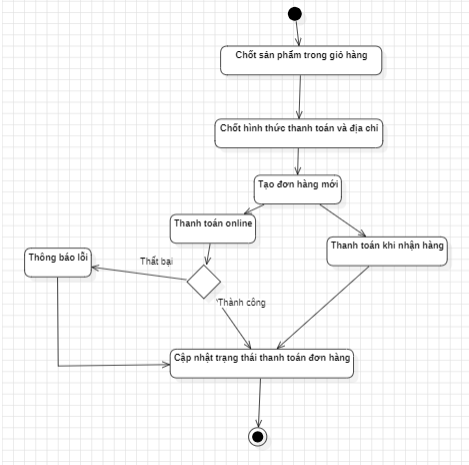 Chốt sản phẩm trong giỏ hàng
Chốt hình thức thanh toán và địa chỉ
Tạo đơn hàng mới
Thanh toán online
Thanh toán khi nhận hàng
Thông báo lỗi
Thất bại
Thành công
Cập nhật trạng thái thanh toán đơn hàng